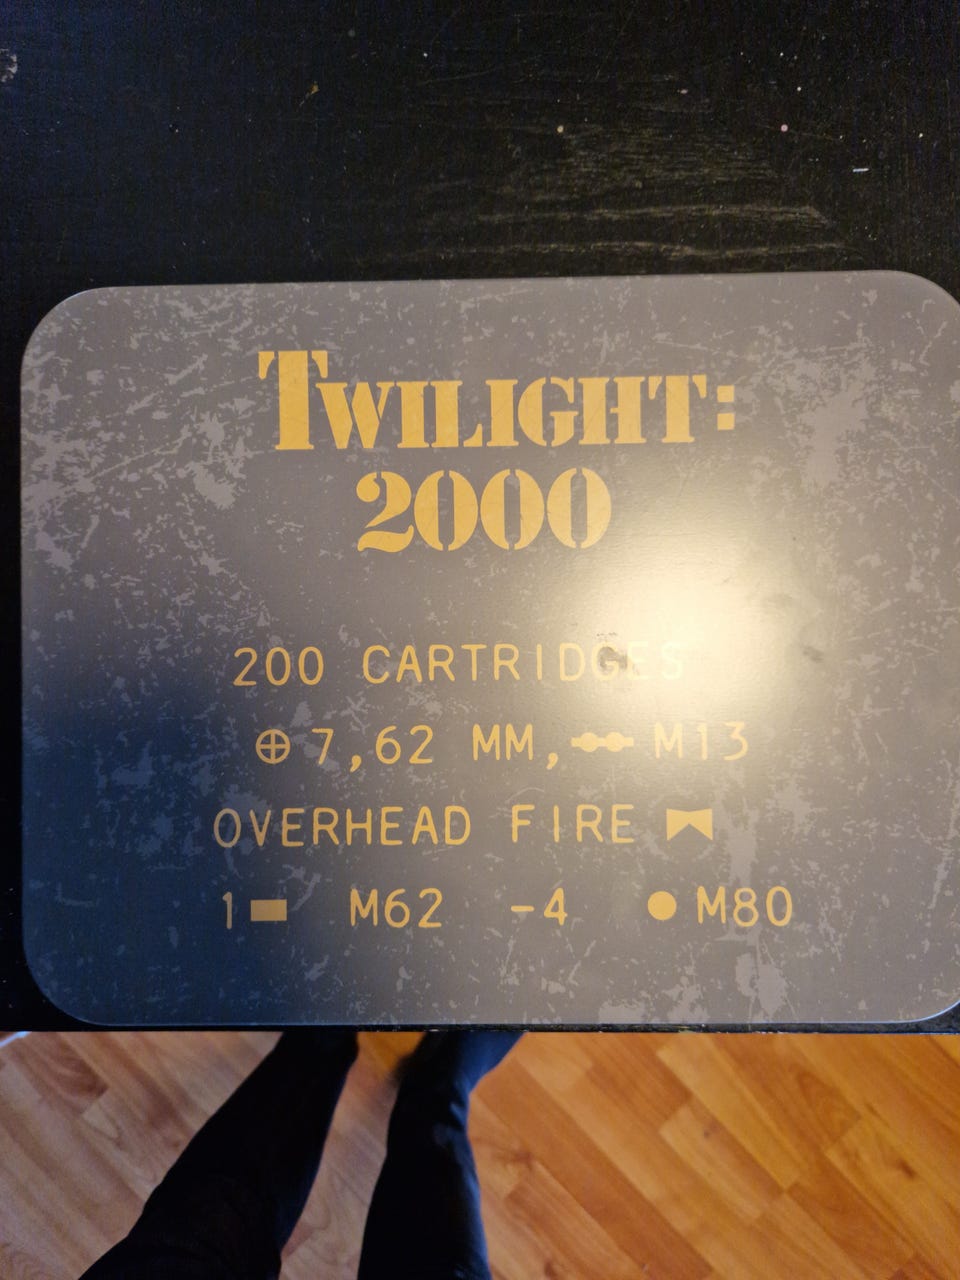 TWILIGHT:
2000
200 CARTRIDGES
7,62 MM, M13
OVERHEAD FIRE
1 M62 -4 M80